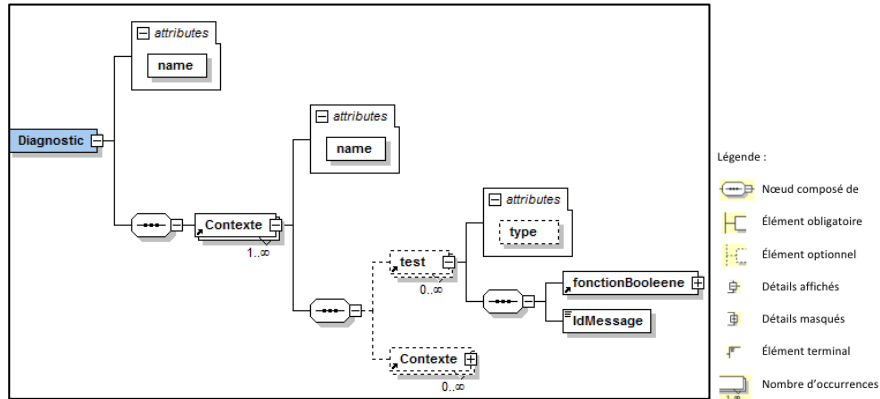 attributes
name
Diagnostic
attributes
name
Contexte
1..∞
attributes
type
test
0..∞
fonctionBooleene
IdMessage
Contexte
0..∞
Légende :
Nœud composé de
Élément obligatoire
Élément optionnel
Détails affichés
Détails masqués
Élément terminal
Nombre d'occurrences
1..∞